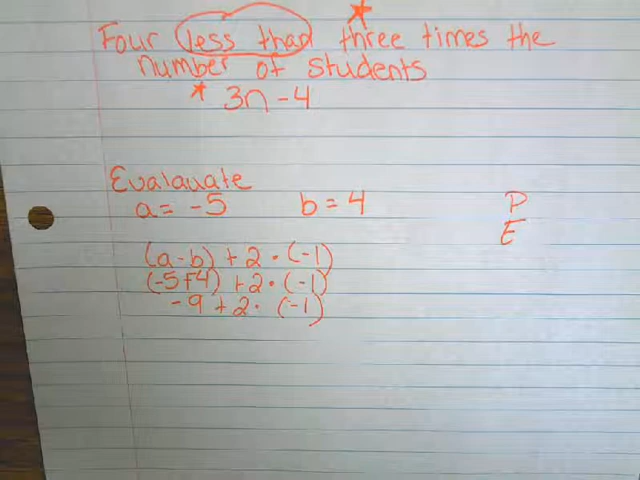 Four less than three times the
number of students
* 3n - 4
Evalauate
a = -5 b = 4 P
E
(a-b) + 2 · (-1)
(-5+4) + 2 · (-1)
-9 + 2 · (-1)